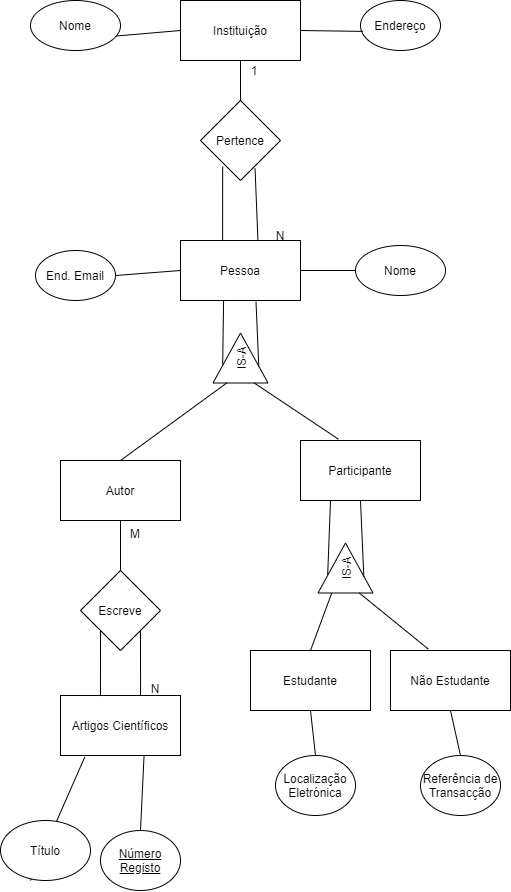 Nome
Instituição
Endereço
1
Pertence
N
End. Email
Pessoa
Nome
IS-A
Autor
Participante
M
IS-A
Escreve
Estudante
Não Estudante
N
Artigos Científicos
Localização
Eletrónica
Referência de
Transacção
Título
Número
Registo